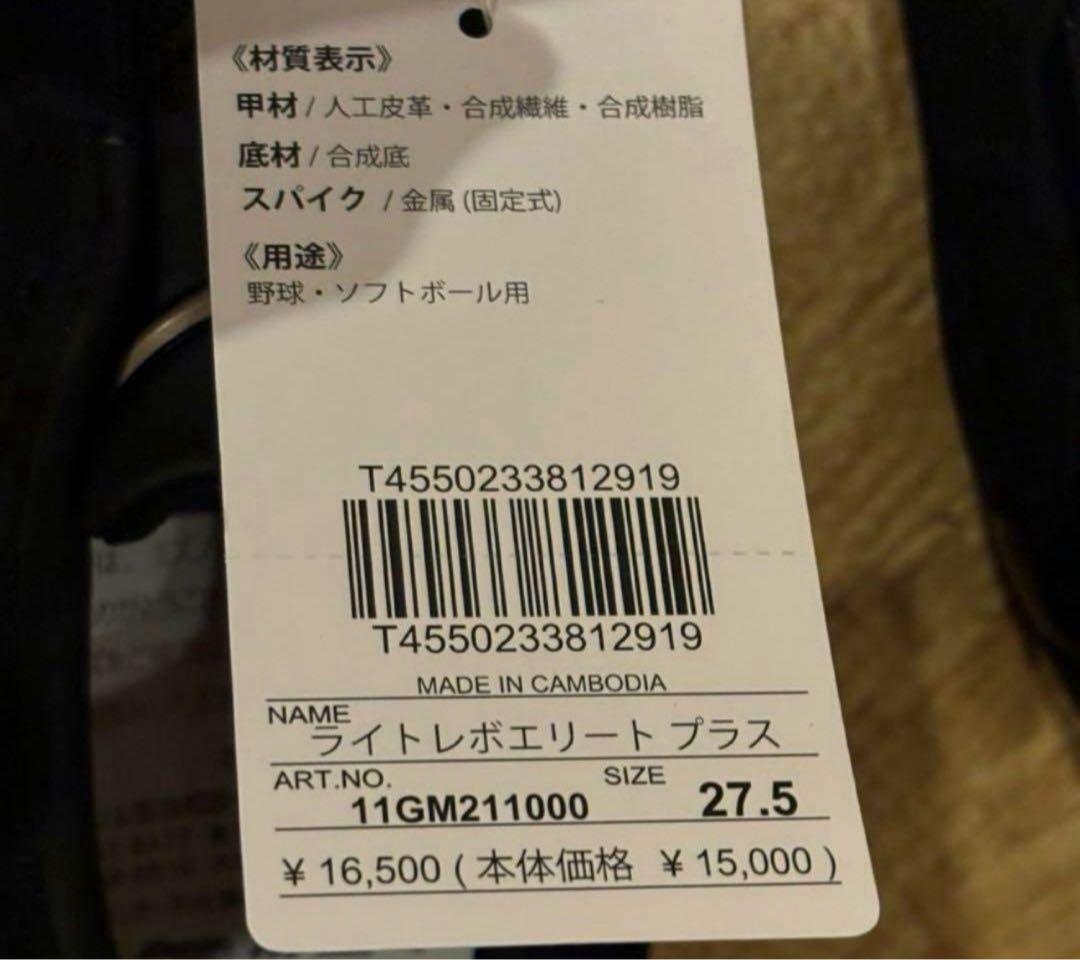 《材質表示》
甲材 / 人工皮革・合成繊維・合成樹脂
底材 / 合成底
スパイク / 金属 (固定式)
《用途》
野球・ソフトボール用
T4550233812919
T4550233812919
MADE IN CAMBODIA
NAME
ライトレボエリート プラス
ART.NO. SIZE
11GM211000 27.5
¥ 16,500 ( 本体価格 ¥ 15,000 )